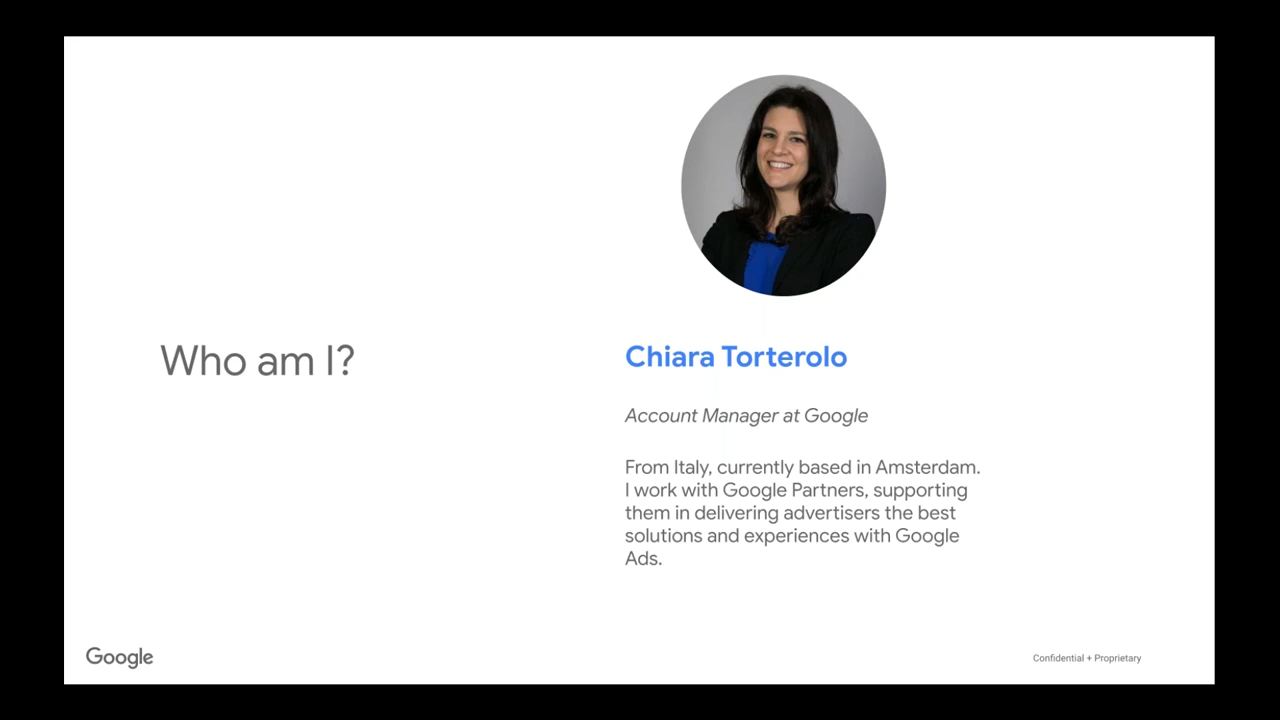 Who am I?
Chiara Torterolo
Account Manager at Google
From Italy, currently based in Amsterdam.
I work with Google Partners, supporting
them in delivering advertisers the best
solutions and experiences with Google
Ads.
Google
Confidential + Proprietary